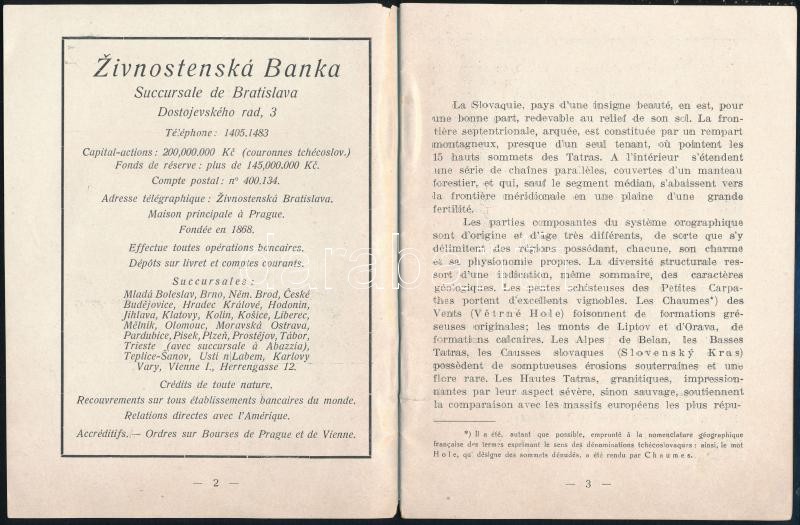 Živnostenská Banka
Succursale de Bratislava
Dostojevského rad, 3
Téléphone: 1405.1483
Capital-actions: 200,000.000 Kč (couronnes tchécoslov.)
Fonds de réserve: plus de 145,000.000 Kč.
Compte postal: nº 400.134.
Adresse télégraphique: Živnostenská Bratislava.
Maison principale à Prague.
Fondée en 1868.
Effectue toutes opérations bancaires.
Dépôts sur livret et comptes courants.
Succursales:
Mladá Boleslav, Brno, Něm. Brod, České
Budějovice, Hradec Králové, Hodonín,
Jihlava, Klatovy, Kolín, Košice, Liberec,
Mělník, Olomouc, Moravská Ostrava,
Pardubice, Písek, Plzeň, Prostějov, Tábor,
Trieste (avec succursale à Abazzia),
Teplice-Šanov, Usti n Labem, Karlovy
Vary, Vienne I., Herrengasse 12.
Crédits de toute nature.
Recouvrements sur tous établissements bancaires du monde.
Relations directes avec l'Amérique.
Accréditifs. — Ordres sur Bourses de Prague et de Vienne.
— 2 —
La Slovaquie, pays d'une insigne beauté, en est, pour
une bonne part, redevable au relief de son sol. La fron-
tière septentrionale, arquée, est constituée par un rempart
montagneux, presque d'un seul tenant, où pointent les
15 hauts sommets des Tatras. A l'intérieur s'étendent
une série de chaînes parallèles, couvertes d'un manteau
forestier, et qui, sauf le segment médian, s'abaissent vers
la frontière méridionale en une plaine d'une grande
fertilité.
Les parties composantes du système orographique
sont d'origine et d'âge très différents, de sorte que s'y
délimitent des régions possédant, chacune, son charme
et sa physionomie propres. La diversité structurale res-
sort d'une indication, même sommaire, des caractères
géologiques. Les pentes schisteuses des Petites Carpa-
thes portent d'excellents vignobles. Les Chaumes*) des
Vents (Větrné Hole) foisonnent de formations gré-
seuses originales; les monts de Liptov et d'Orava, de
formations calcaires. Les Alpes de Belan, les Basses
Tatras, les Causses slovaques (Slovenský Kras)
possèdent de somptueuses érosions souterraines et une
flore rare. Les Hautes Tatras, granitiques, impression-
nantes par leur aspect sévère, sinon sauvage, soutiennent
la comparaison avec les massifs européens les plus répu-
*) Il a été, autant que possible, emprunté à la nomenclature géographique
française des termes exprimant le sens des dénominations tchécoslovaques: ainsi, le mot
Hole, qui désigne des sommets dénudés, a été rendu par Chaumes.
— 3 —